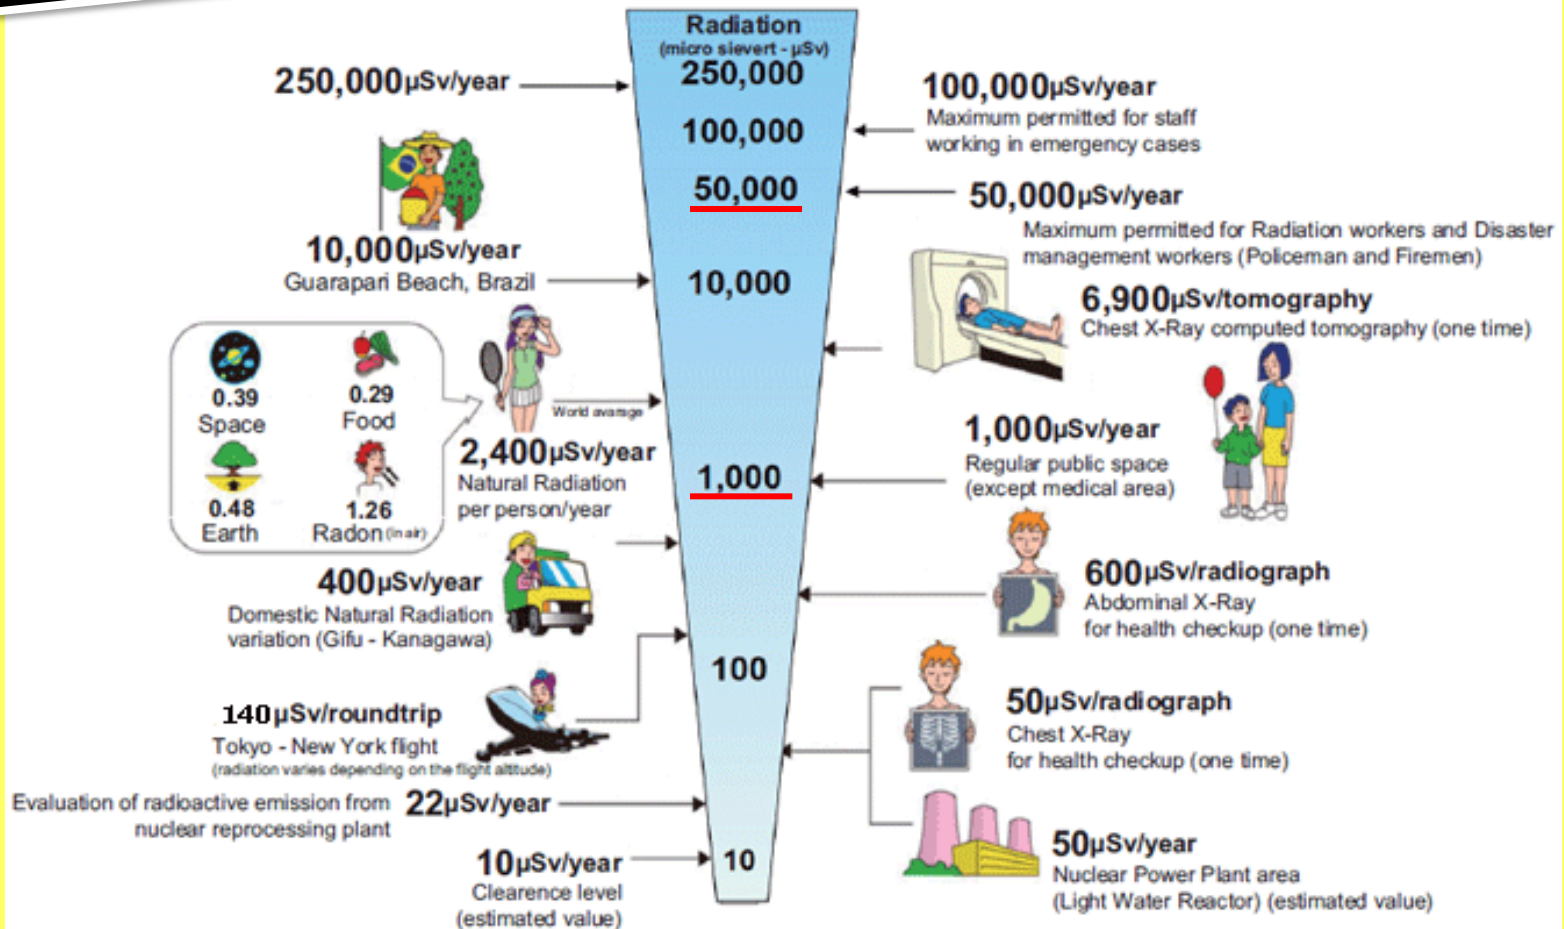 Radiation
(micro sievert - µSv)
250,000
100,000
50,000
10,000
1,000
100
10
250,000µSv/year
10,000µSv/year
Guarapari Beach, Brazil
0.39
Space
0.29
Food
0.48
Earth
1.26
Radon (in air)
World avarage
2,400µSv/year
Natural Radiation
per person/year
400µSv/year
Domestic Natural Radiation
variation (Gifu - Kanagawa)
140µSv/roundtrip
Tokyo - New York flight
(radiation varies depending on the flight altitude)
Evaluation of radioactive emission from
nuclear reprocessing plant
22µSv/year
10µSv/year
Clearence level
(estimated value)
100,000µSv/year
Maximum permitted for staff
working in emergency cases
50,000µSv/year
Maximum permitted for Radiation workers and Disaster
management workers (Policeman and Firemen)
6,900µSv/tomography
Chest X-Ray computed tomography (one time)
1,000µSv/year
Regular public space
(except medical area)
600µSv/radiograph
Abdominal X-Ray
for health checkup (one time)
50µSv/radiograph
Chest X-Ray
for health checkup (one time)
50µSv/year
Nuclear Power Plant area
(Light Water Reactor) (estimated value)